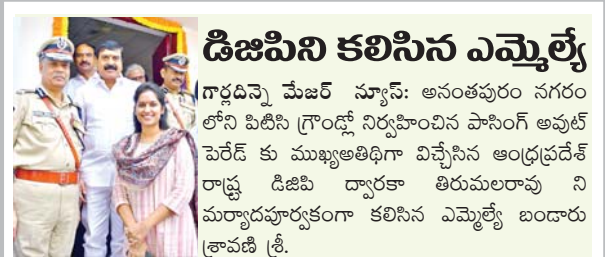 డిజిపిని కలిసిన ఎమ్మెల్యే
గార్లదిన్నె మేజర్ న్యూస్: అనంతపురం నగరం
లోని పిటిసి గ్రౌండ్లో నిర్వహించిన పాసింగ్ అవుట్
పెరేడ్ కు ముఖ్యఅతిథిగా విచ్చేసిన ఆంధ్రప్రదేశ్
రాష్ట్ర డిజిపి ద్వారకా తిరుమలరావు ని
మర్యాదపూర్వకంగా కలిసిన ఎమ్మెల్యే బండారు
శ్రావణి శ్రీ.